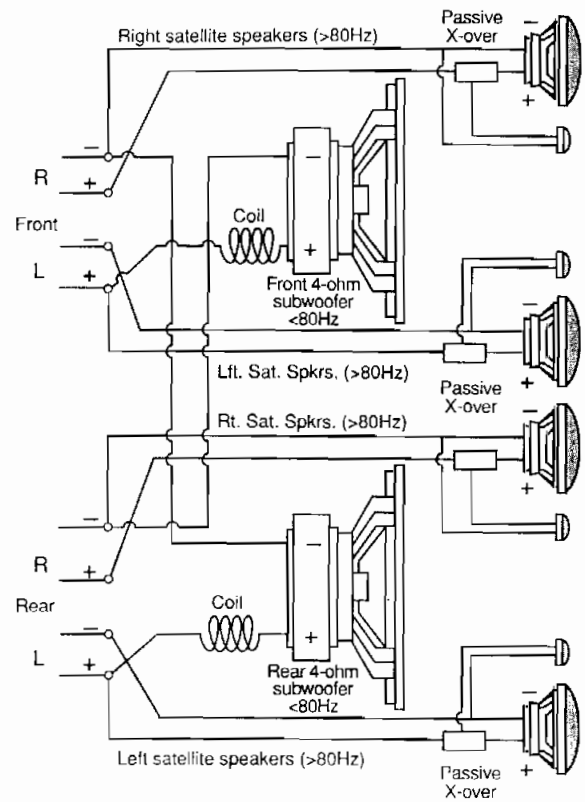 Right satellite speakers (>80Hz)
Passive
X-over
−
+
−
R
+
Front
−
L
+
Coil
−
+
Front 4-ohm
subwoofer
<80Hz
Lft. Sat. Spkrs. (>80Hz)
−
+
Passive
X-over
Rt. Sat. Spkrs. (>80Hz)
−
+
−
R
+
Rear
−
L
+
Coil
−
+
Rear 4-ohm
subwoofer
<80Hz
Left satellite speakers (>80Hz)
−
+
Passive
X-over